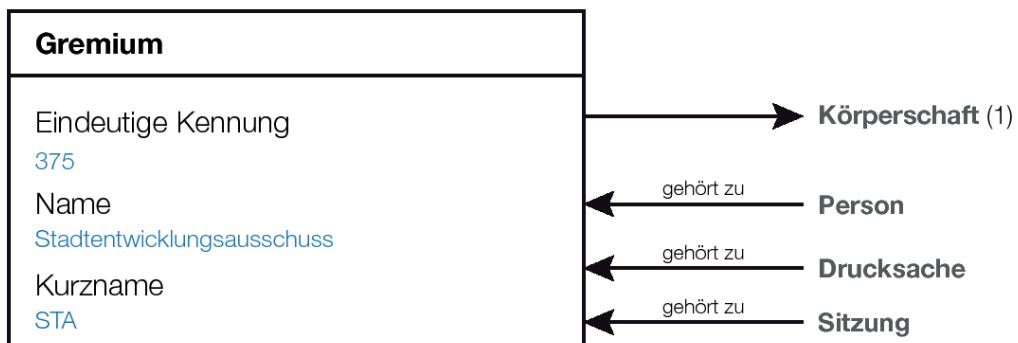 Gremium
Eindeutige Kennung
375
Name
Stadtentwicklungsausschuss
Kurzname
STA
Körperschaft (1)
gehört zu
Person
gehört zu
Drucksache
gehört zu
Sitzung